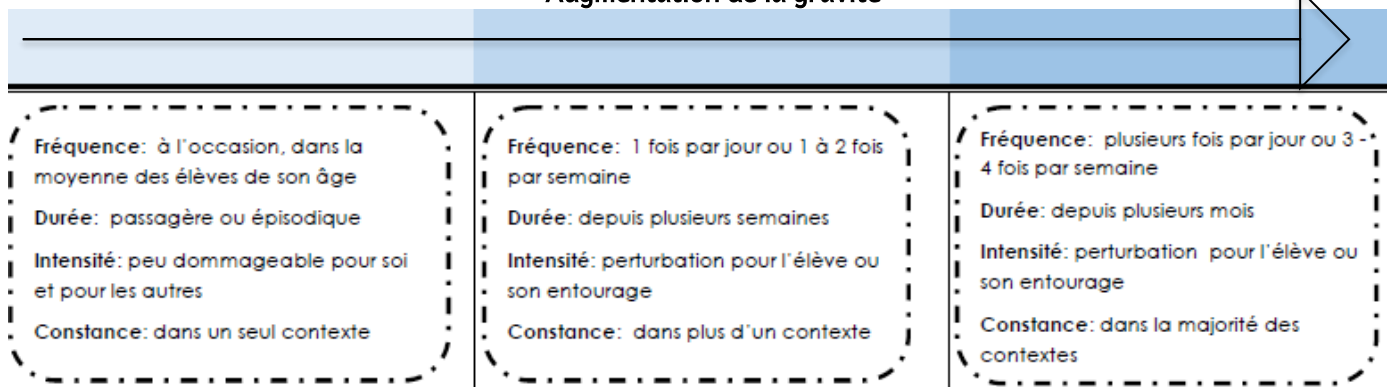 Augmentation de la gravité
Fréquence: à l'occasion, dans la
moyenne des élèves de son âge
Durée: passagère ou épisodique
Intensité: peu dommageable pour soi
et pour les autres
Constance: dans un seul contexte
Fréquence: 1 fois par jour ou 1 à 2 fois
par semaine
Durée: depuis plusieurs semaines
Intensité: perturbation pour l'élève ou
son entourage
Constance: dans plus d'un contexte
Fréquence: plusieurs fois par jour ou 3 -
4 fois par semaine
Durée: depuis plusieurs mois
Intensité: perturbation pour l'élève ou
son entourage
Constance: dans la majorité des
contextes